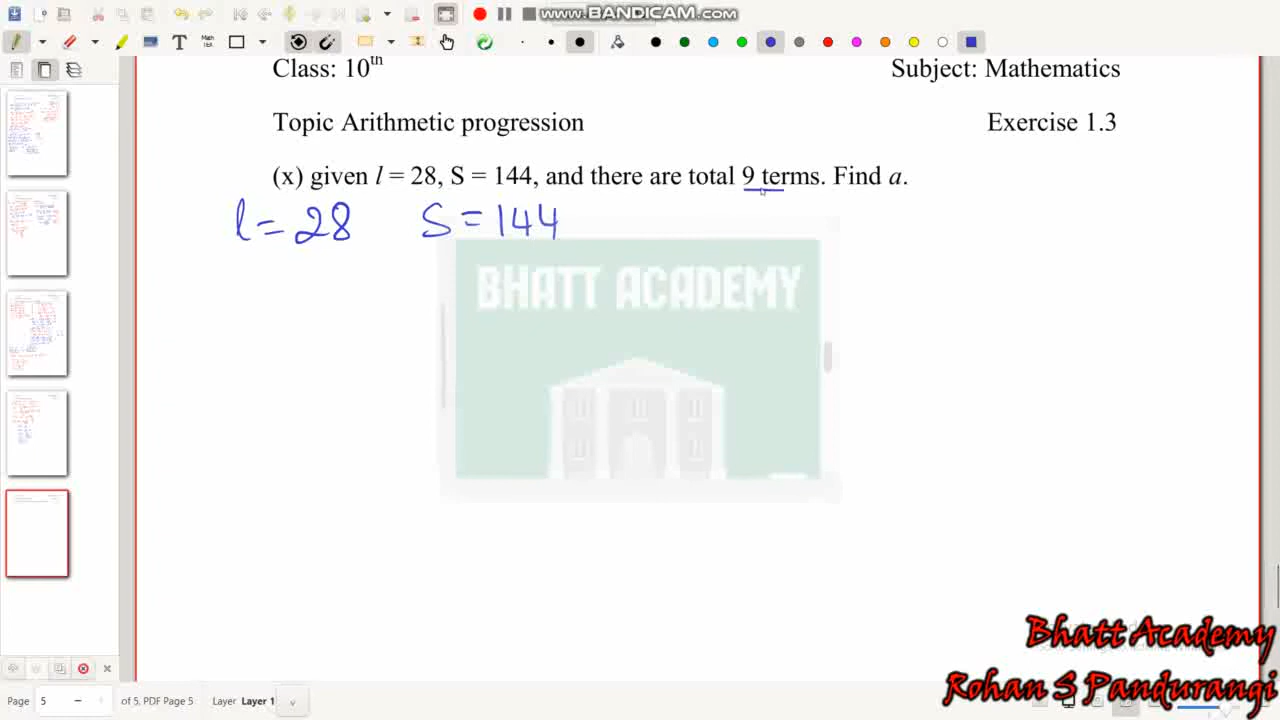 WWW.BANDICAM.COM
Class: 10th
Subject: Mathematics
Topic Arithmetic progression
Exercise 1.3
(x) given l = 28, S = 144, and there are total 9 terms. Find a.
l = 28 S = 144
BHATT ACADEMY
Bhatt Academy
Rohan S Pandurangi
Page 5 of 5, PDF Page 5 Layer Layer 1